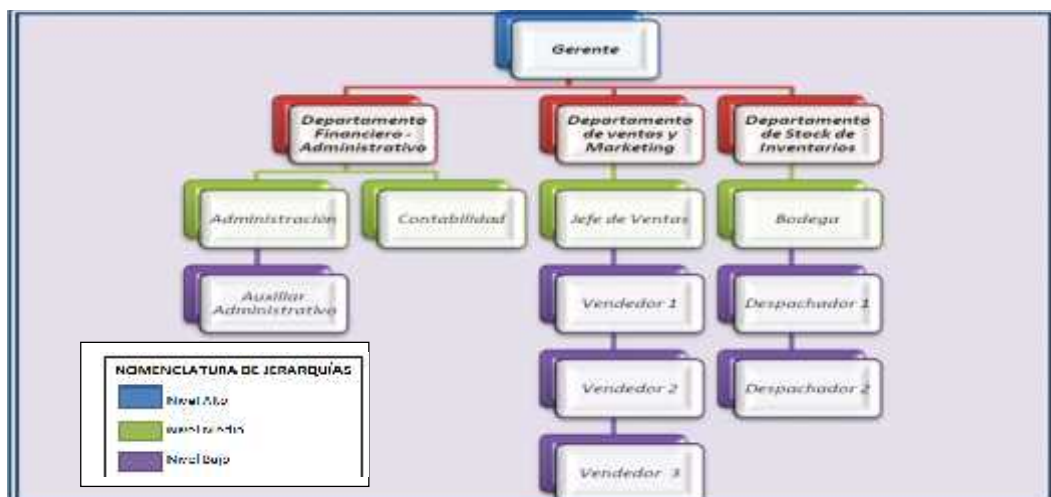 Gerente
Departamento
Financiero -
Administrativo
Departamento
de ventas y
Marketing
Departamento
de Stock de
Inventarios
Administración
Contabilidad
Jefe de Ventas
Bodega
Auxiliar
Administrativo
Vendedor 1
Despachador 1
Vendedor 2
Despachador 2
Vendedor 3
NOMENCLATURA DE JERARQUÍAS
Nivel Alto
Nivel Medio
Nivel Bajo